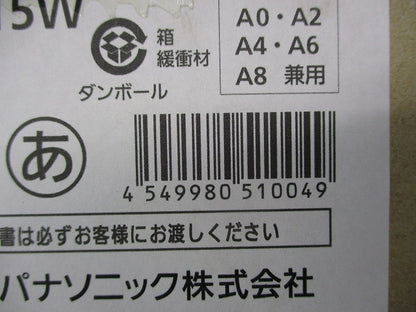 15W
箱
緩衝材
ダンボール
A0・A2
A4・A6
A8 兼用
あ
4 549980 510049
書は必ずお客様にお渡しください
パナソニック株式会社